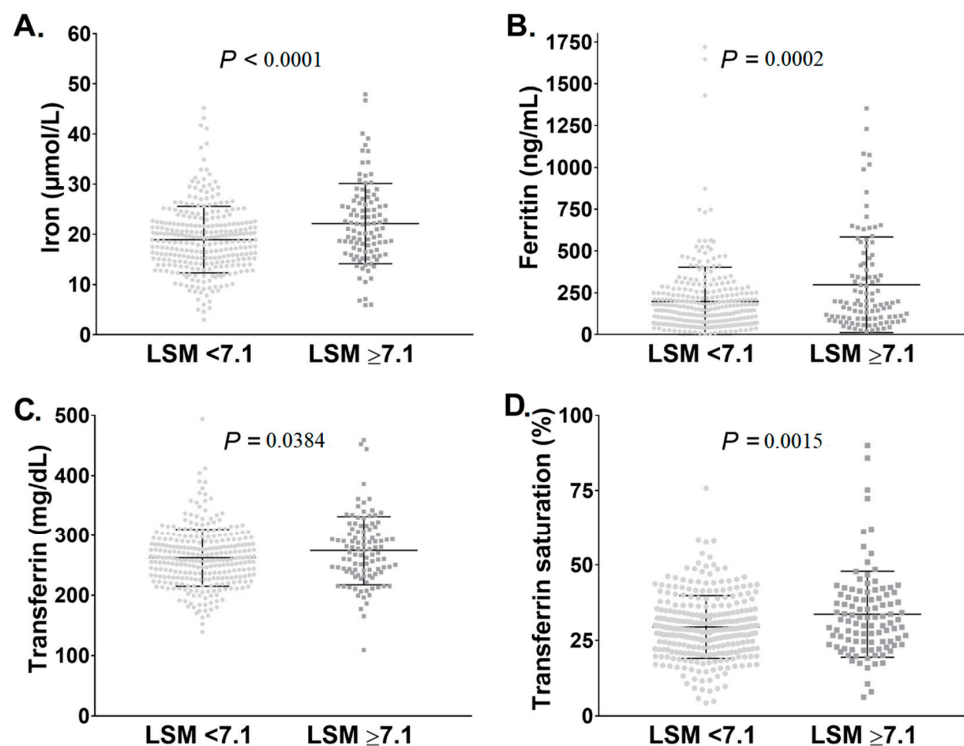 A.
P < 0.0001
Iron (µmol/L)
60
50
40
30
20
10
0
LSM <7.1
LSM ≥7.1
B.
P = 0.0002
Ferritin (ng/mL)
1750
1500
1250
1000
750
500
250
0
LSM <7.1
LSM ≥7.1
C.
P = 0.0384
Transferrin (mg/dL)
500
400
300
200
100
0
LSM <7.1
LSM ≥7.1
D.
P = 0.0015
Transferrin saturation (%)
100
75
50
25
0
LSM <7.1
LSM ≥7.1